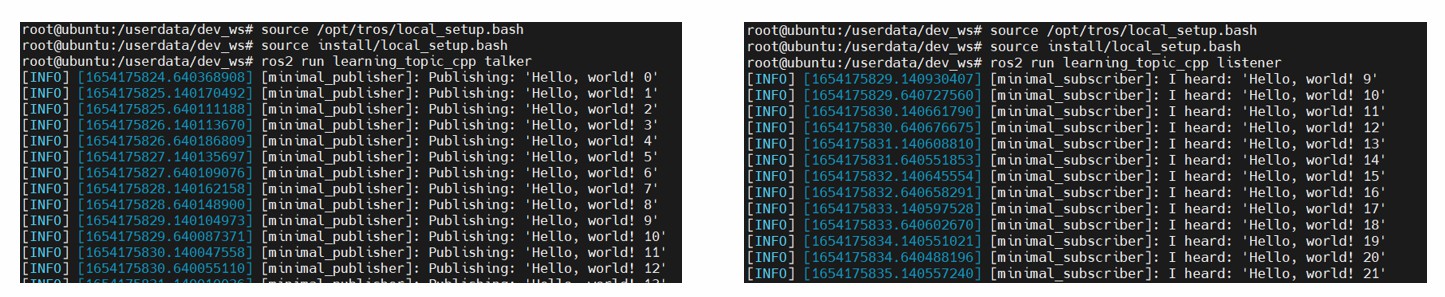 root@ubuntu:/userdata/dev_ws# source /opt/tros/local_setup.bash
root@ubuntu:/userdata/dev_ws# source install/local_setup.bash
root@ubuntu:/userdata/dev_ws# ros2 run learning_topic_cpp talker
[INFO] [1654175824.640368908] [minimal_publisher]: Publishing: 'Hello, world! 0'
[INFO] [1654175825.140170492] [minimal_publisher]: Publishing: 'Hello, world! 1'
[INFO] [1654175825.640111188] [minimal_publisher]: Publishing: 'Hello, world! 2'
[INFO] [1654175826.140113670] [minimal_publisher]: Publishing: 'Hello, world! 3'
[INFO] [1654175826.640186809] [minimal_publisher]: Publishing: 'Hello, world! 4'
[INFO] [1654175827.140135697] [minimal_publisher]: Publishing: 'Hello, world! 5'
[INFO] [1654175827.640109076] [minimal_publisher]: Publishing: 'Hello, world! 6'
[INFO] [1654175828.140162158] [minimal_publisher]: Publishing: 'Hello, world! 7'
[INFO] [1654175828.640148900] [minimal_publisher]: Publishing: 'Hello, world! 8'
[INFO] [1654175829.140104973] [minimal_publisher]: Publishing: 'Hello, world! 9'
[INFO] [1654175829.640087371] [minimal_publisher]: Publishing: 'Hello, world! 10'
[INFO] [1654175830.140047558] [minimal_publisher]: Publishing: 'Hello, world! 11'
[INFO] [1654175830.640055110] [minimal_publisher]: Publishing: 'Hello, world! 12'
root@ubuntu:/userdata/dev_ws# source /opt/tros/local_setup.bash
root@ubuntu:/userdata/dev_ws# source install/local_setup.bash
root@ubuntu:/userdata/dev_ws# ros2 run learning_topic_cpp listener
[INFO] [1654175829.140930407] [minimal_subscriber]: I heard: 'Hello, world! 9'
[INFO] [1654175829.640727560] [minimal_subscriber]: I heard: 'Hello, world! 10'
[INFO] [1654175830.140661790] [minimal_subscriber]: I heard: 'Hello, world! 11'
[INFO] [1654175830.640676675] [minimal_subscriber]: I heard: 'Hello, world! 12'
[INFO] [1654175831.140608810] [minimal_subscriber]: I heard: 'Hello, world! 13'
[INFO] [1654175831.640551853] [minimal_subscriber]: I heard: 'Hello, world! 14'
[INFO] [1654175832.140645554] [minimal_subscriber]: I heard: 'Hello, world! 15'
[INFO] [1654175832.640658291] [minimal_subscriber]: I heard: 'Hello, world! 16'
[INFO] [1654175833.140597528] [minimal_subscriber]: I heard: 'Hello, world! 17'
[INFO] [1654175833.640602670] [minimal_subscriber]: I heard: 'Hello, world! 18'
[INFO] [1654175834.140551021] [minimal_subscriber]: I heard: 'Hello, world! 19'
[INFO] [1654175834.640488196] [minimal_subscriber]: I heard: 'Hello, world! 20'
[INFO] [1654175835.140557240] [minimal_subscriber]: I heard: 'Hello, world! 21'